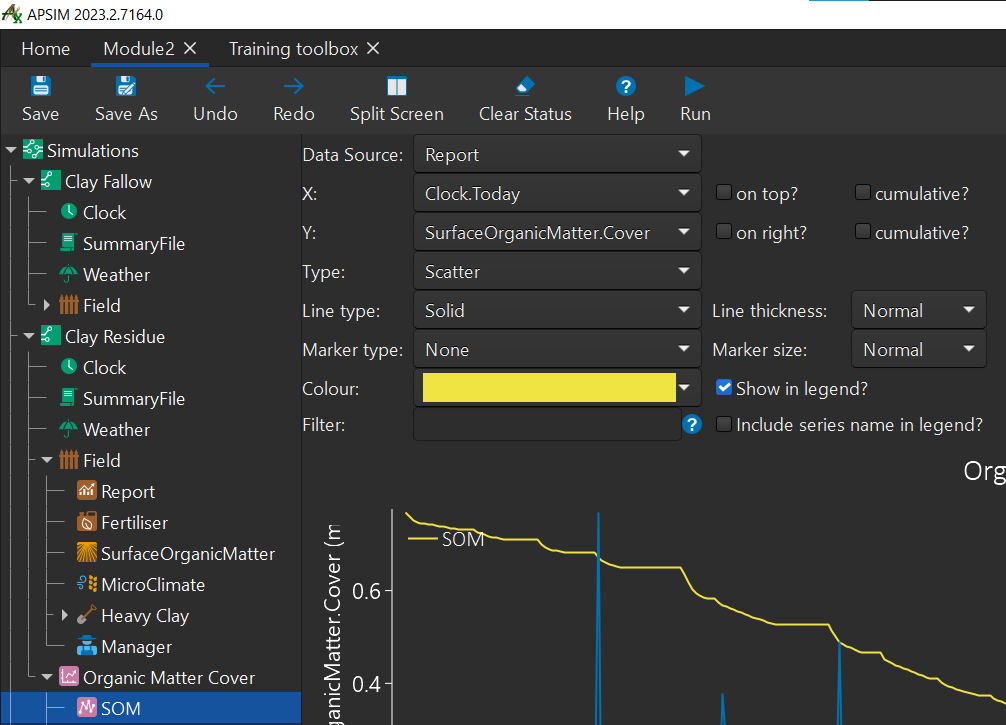 APSIM 2023.2.7164.0
Home Module2 Training toolbox
Save Save As Undo Redo Split Screen Clear Status Help Run
Simulations
Clay Fallow
Clock
SummaryFile
Weather
Field
Clay Residue
Clock
SummaryFile
Weather
Field
Report
Fertiliser
SurfaceOrganicMatter
MicroClimate
Heavy Clay
Manager
Organic Matter Cover
SOM
Data Source: Report
X: Clock.Today on top? cumulative?
Y: SurfaceOrganicMatter.Cover on right? cumulative?
Type: Scatter
Line type: Solid Line thickness: Normal
Marker type: None Marker size: Normal
Colour: Show in legend?
Filter: ? Include series name in legend?
Org
SOM
0.6
0.4
anicMatter.Cover (m